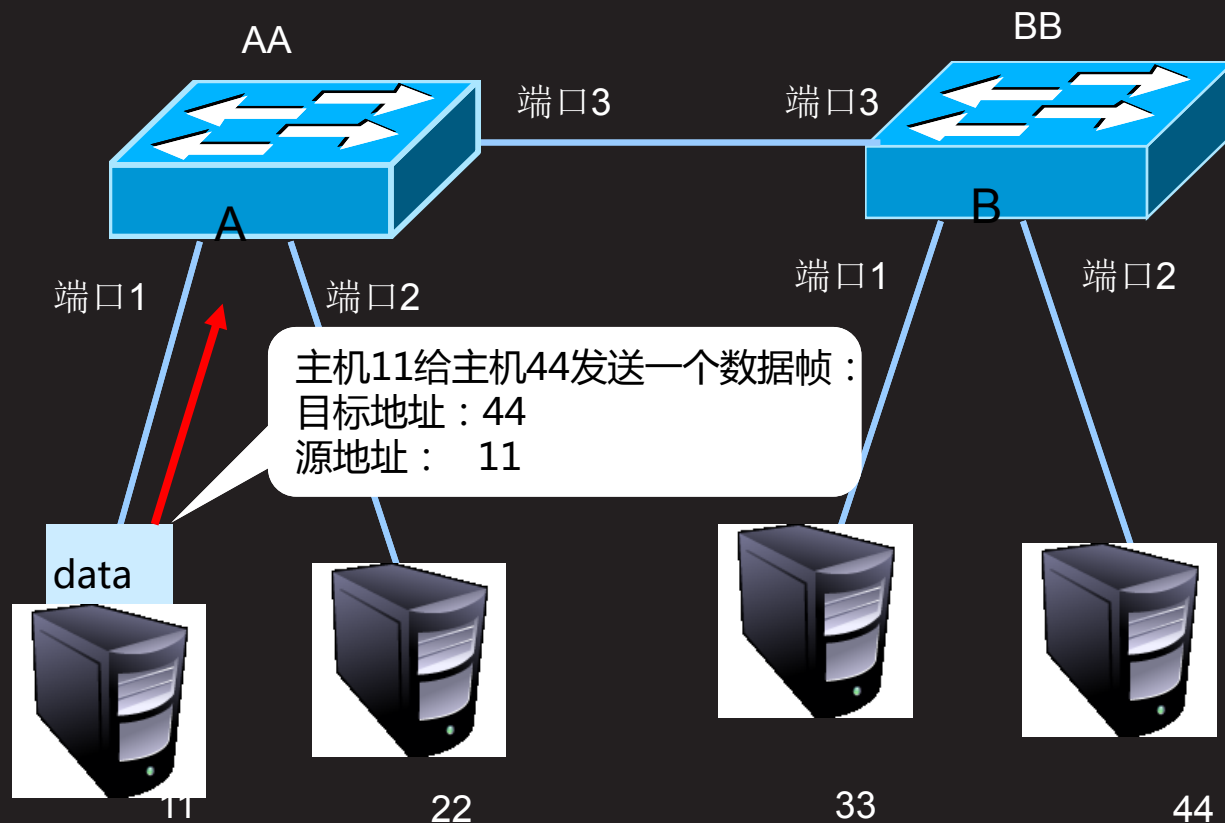 AA
BB
端口3
端口3
A
B
端口1
端口2
端口1
端口2
主机11给主机44发送一个数据帧：
目标地址：44
源地址： 11
data
11
22
33
44